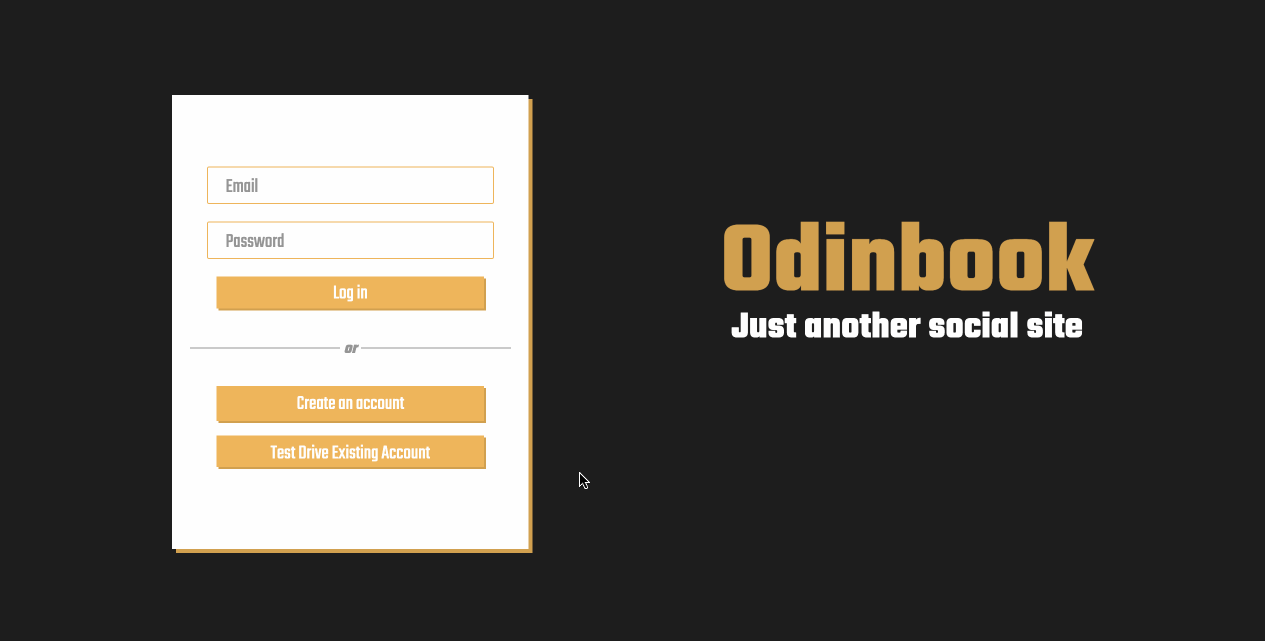 Email
Password
Log in
or
Create an account
Test Drive Existing Account
Odinbook
Just another social site